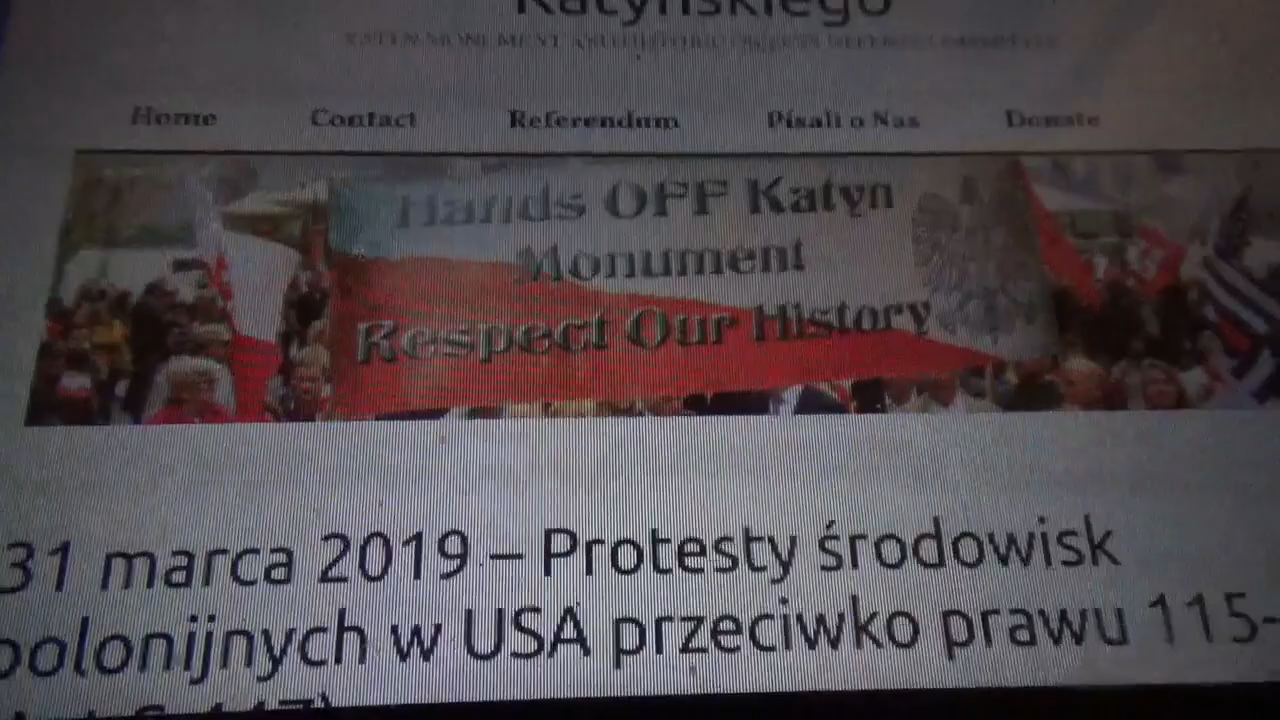 Katyńskiego
Home Contact Referendum Pisali o Nas Donate
Hands OFF Katyn
Monument
Respect Our History
31 marca 2019 – Protesty środowisk
polonijnych w USA przeciwko prawu 115-